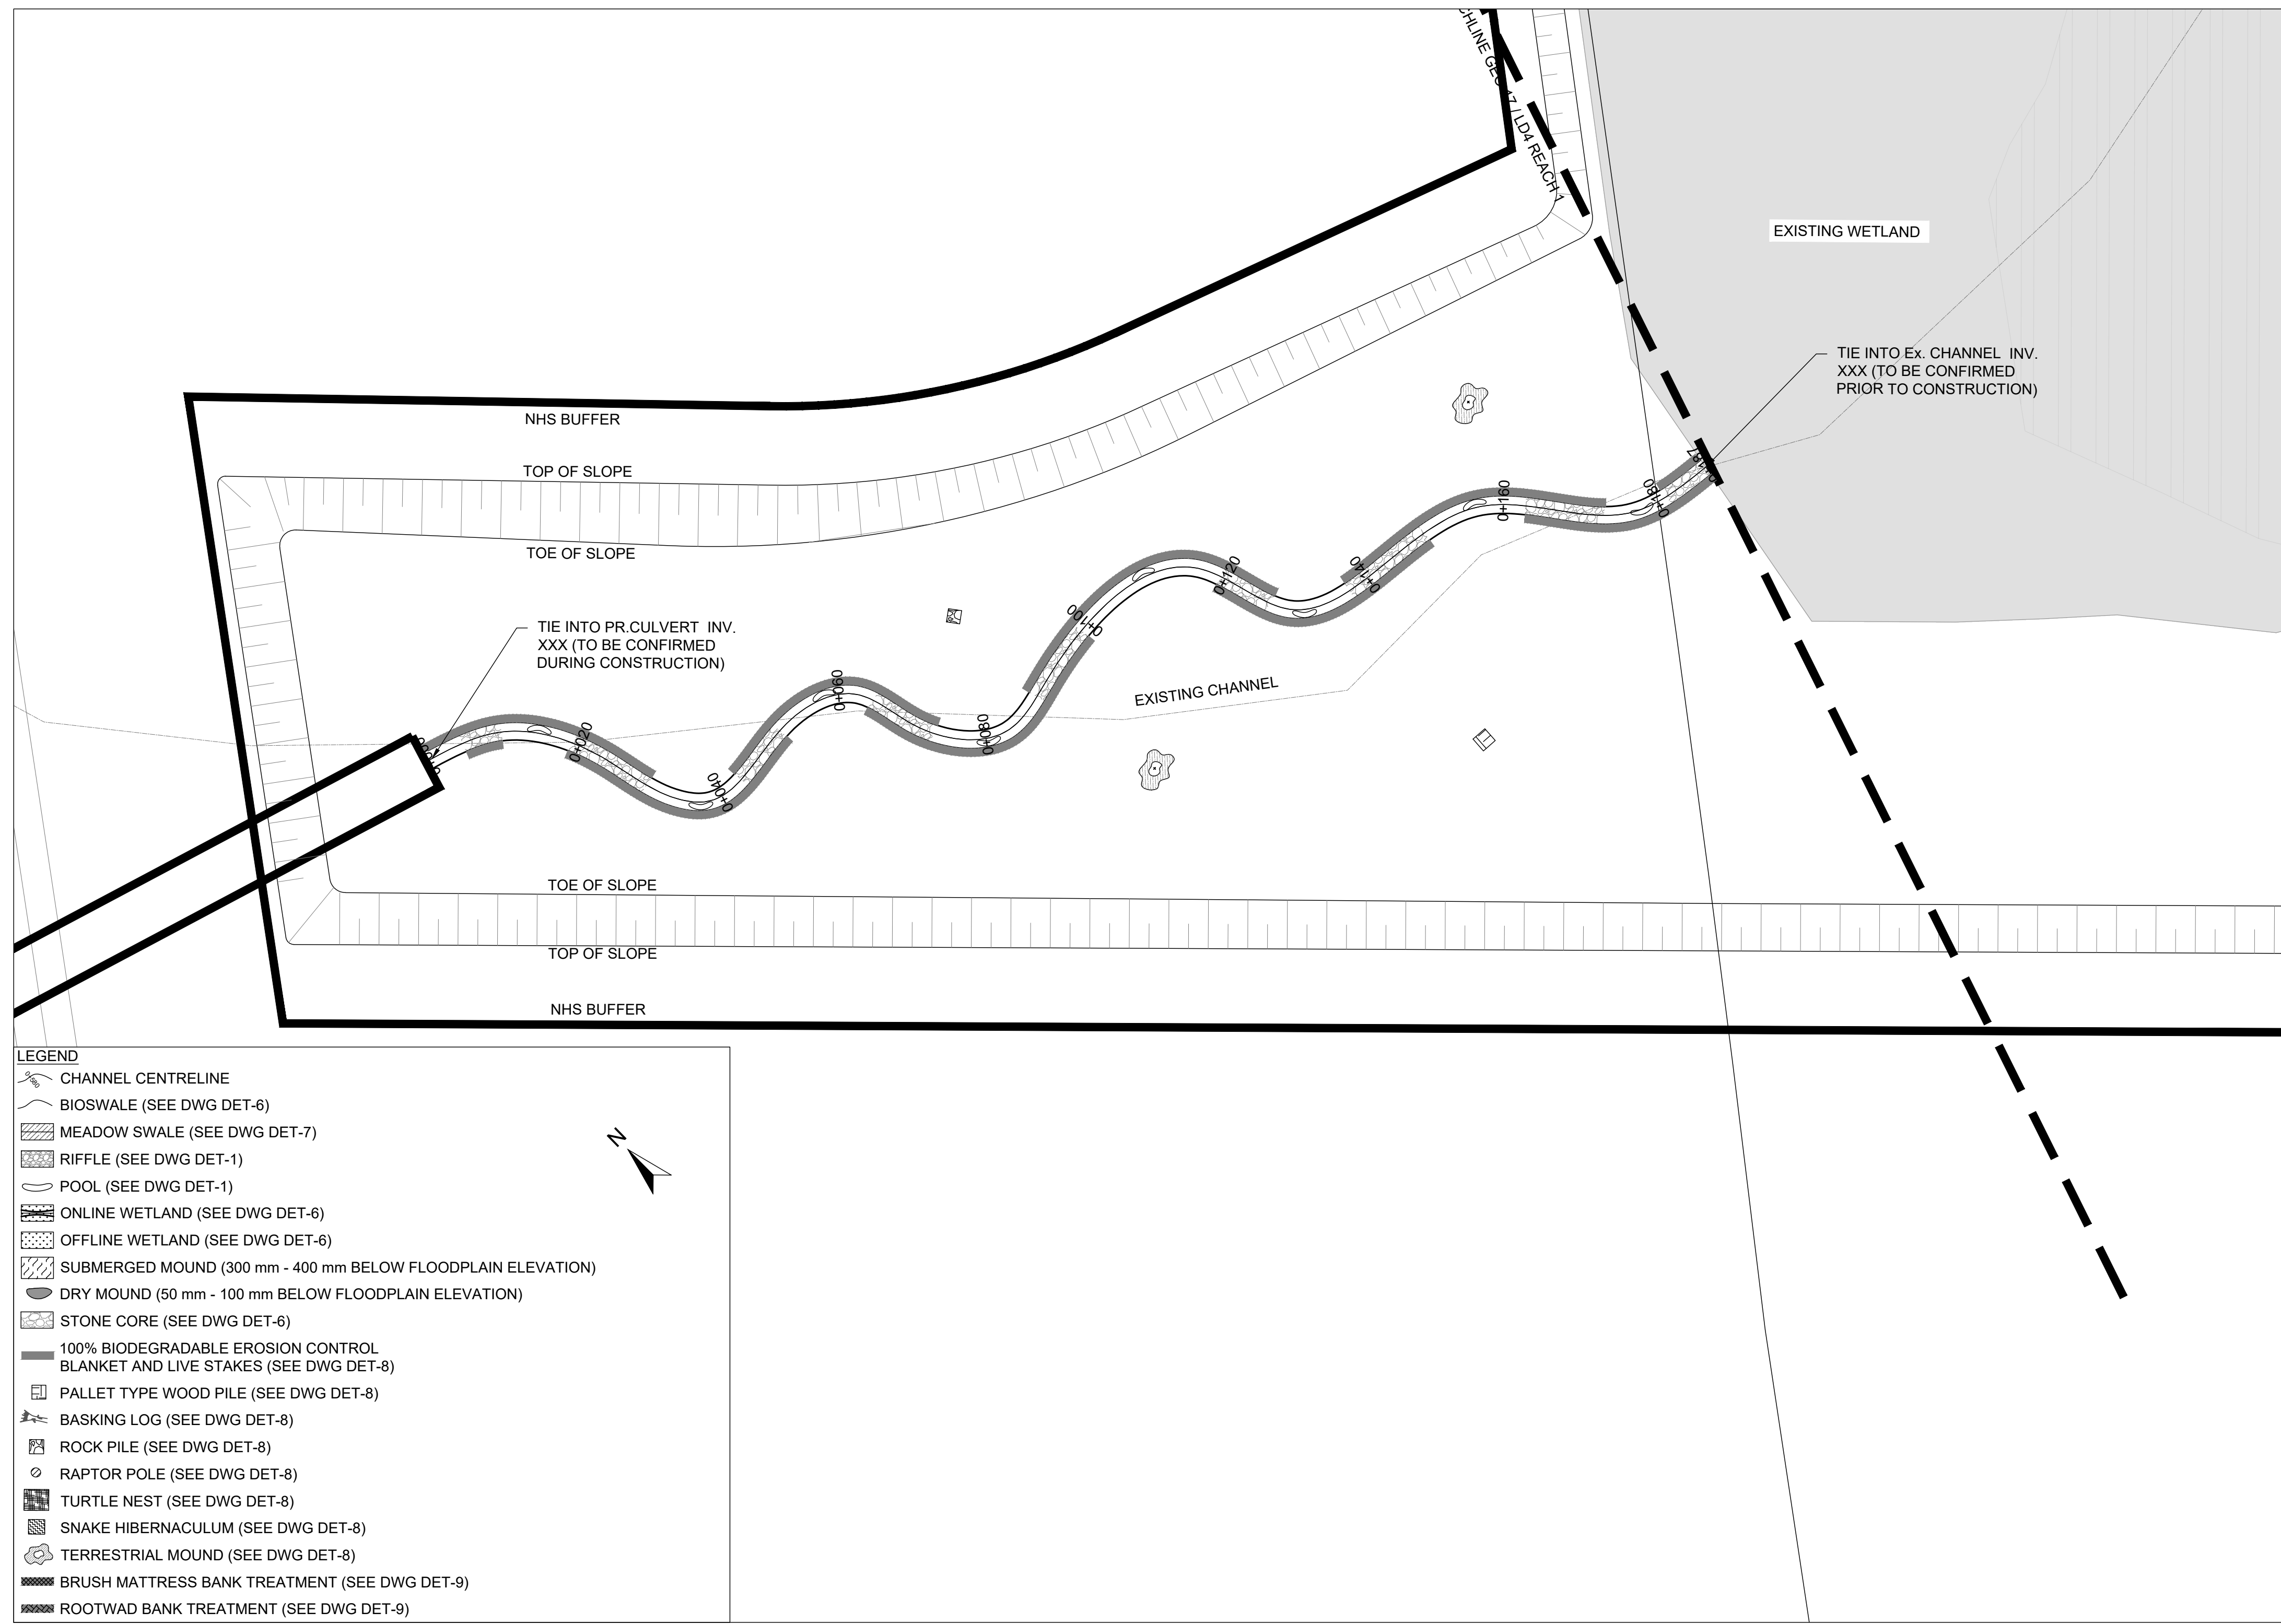 GEO-17 / LD4 REACH 1
EXISTING WETLAND
TIE INTO Ex. CHANNEL INV.
XXX (TO BE CONFIRMED
PRIOR TO CONSTRUCTION)
NHS BUFFER
TOP OF SLOPE
TOE OF SLOPE
TIE INTO PR.CULVERT INV.
XXX (TO BE CONFIRMED
DURING CONSTRUCTION)
0+020
0+040
0+060
0+080
0+100
0+120
0+140
0+160
0+180
EXISTING CHANNEL
TOE OF SLOPE
TOP OF SLOPE
NHS BUFFER
LEGEND
CHANNEL CENTRELINE
BIOSWALE (SEE DWG DET-6)
MEADOW SWALE (SEE DWG DET-7)
RIFFLE (SEE DWG DET-1)
POOL (SEE DWG DET-1)
ONLINE WETLAND (SEE DWG DET-6)
OFFLINE WETLAND (SEE DWG DET-6)
SUBMERGED MOUND (300 mm - 400 mm BELOW FLOODPLAIN ELEVATION)
DRY MOUND (50 mm - 100 mm BELOW FLOODPLAIN ELEVATION)
STONE CORE (SEE DWG DET-6)
100% BIODEGRADABLE EROSION CONTROL
BLANKET AND LIVE STAKES (SEE DWG DET-8)
PALLET TYPE WOOD PILE (SEE DWG DET-8)
BASKING LOG (SEE DWG DET-8)
ROCK PILE (SEE DWG DET-8)
RAPTOR POLE (SEE DWG DET-8)
TURTLE NEST (SEE DWG DET-8)
SNAKE HIBERNACULUM (SEE DWG DET-8)
TERRESTRIAL MOUND (SEE DWG DET-8)
BRUSH MATTRESS BANK TREATMENT (SEE DWG DET-9)
ROOTWAD BANK TREATMENT (SEE DWG DET-9)
N